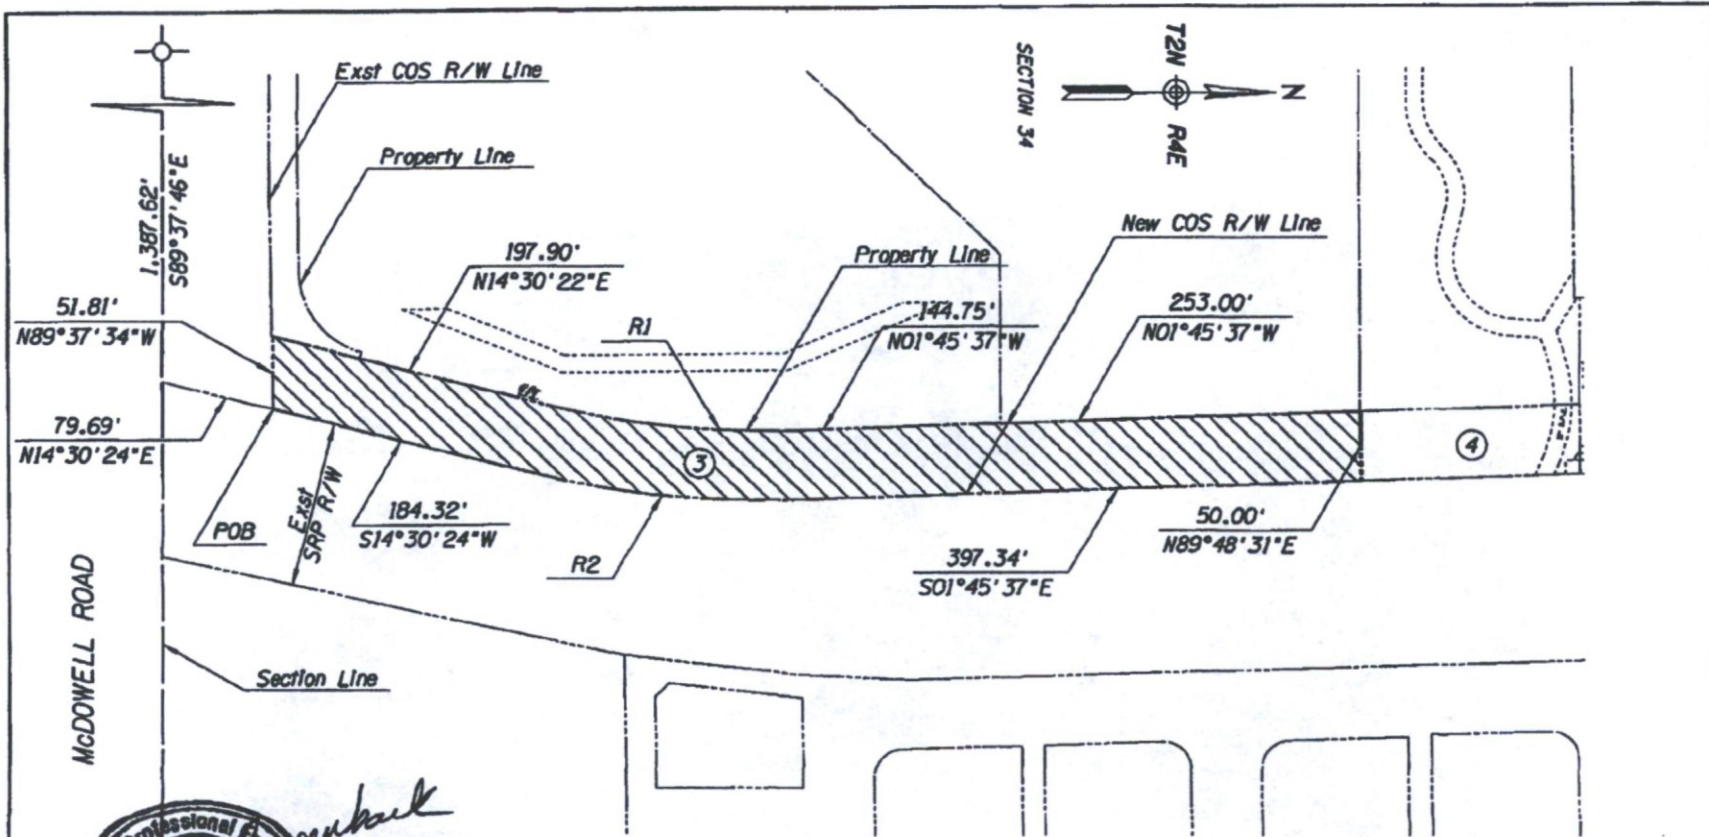 Exst COS R/W Line
Property Line
1,387.62'
S89°37'46"E
51.81'
N89°37'34"W
79.69'
N14°30'24"E
POB
Exst
SRP R/W
184.32'
S14°30'24"W
197.90'
N14°30'22"E
R1
R2
3
Property Line
144.75'
N01°45'37"W
SECTION 34
T2N
R4E
N
New COS R/W Line
253.00'
N01°45'37"W
4
50.00'
N89°48'31"E
397.34'
S01°45'37"E
McDOWELL ROAD
Section Line
Professional